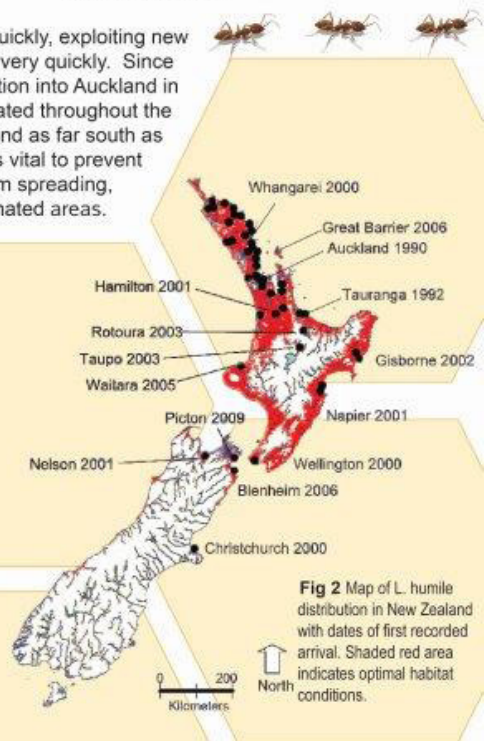 uickly, exploiting new
very quickly. Since
tion into Auckland in
ated throughout the
nd as far south as
s vital to prevent
m spreading,
nated areas.
Whangarei 2000
Great Barrier 2006
Auckland 1990
Hamilton 2001
Tauranga 1992
Rotoura 2003
Taupo 2003
Gisborne 2002
Waitara 2005
Napier 2001
Picton 2009
Nelson 2001
Wellington 2000
Blenheim 2006
Christchurch 2000
Fig 2 Map of L. humile
distribution in New Zealand
with dates of first recorded
arrival. Shaded red area
indicates optimal habitat
conditions.
North
0 200
Kilometers